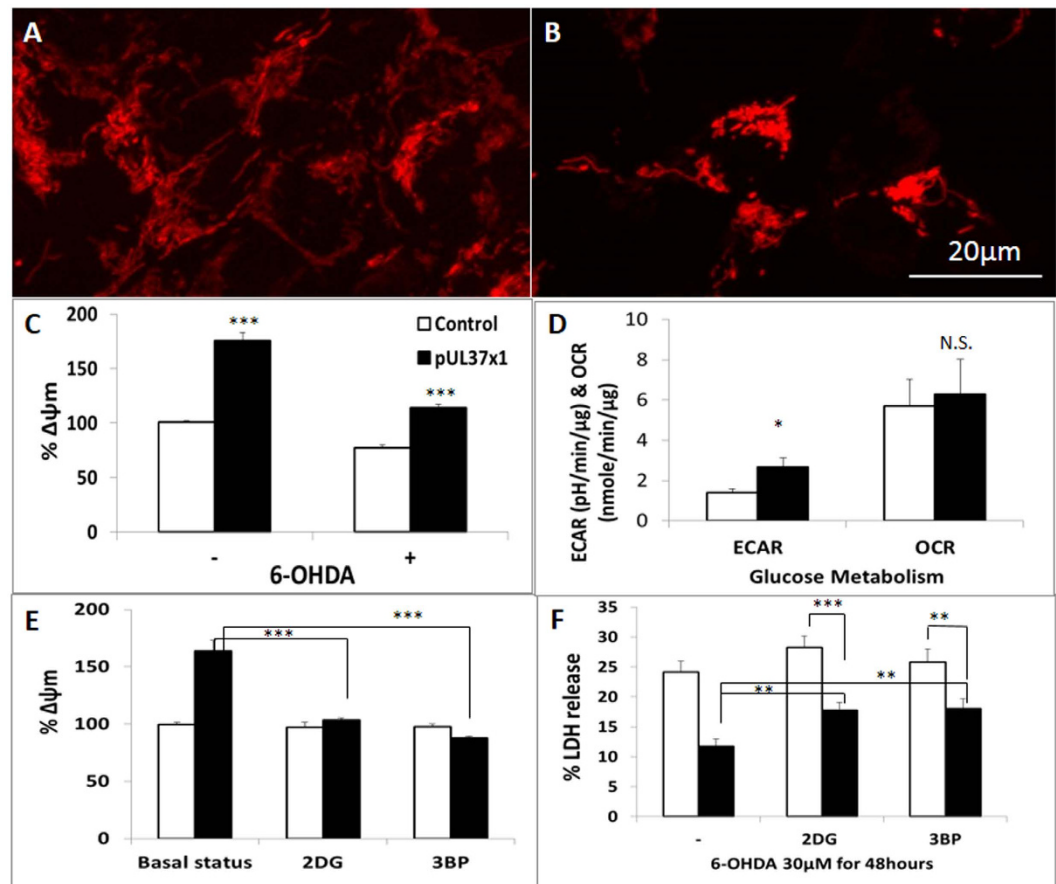 A
B
20µm
C
% Δψm
200
150
100
50
0
***
***
Control
pUL37x1
-
+
6-OHDA
D
ECAR (pH/min/µg) & OCR
(nmole/min/µg)
10
8
6
4
2
0
*
N.S.
ECAR
OCR
Glucose Metabolism
E
% Δψm
200
150
100
50
0
***
***
Basal status
2DG
3BP
F
% LDH release
35
30
25
20
15
10
5
0
***
**
**
**
-
2DG
3BP
6-OHDA 30µM for 48hours